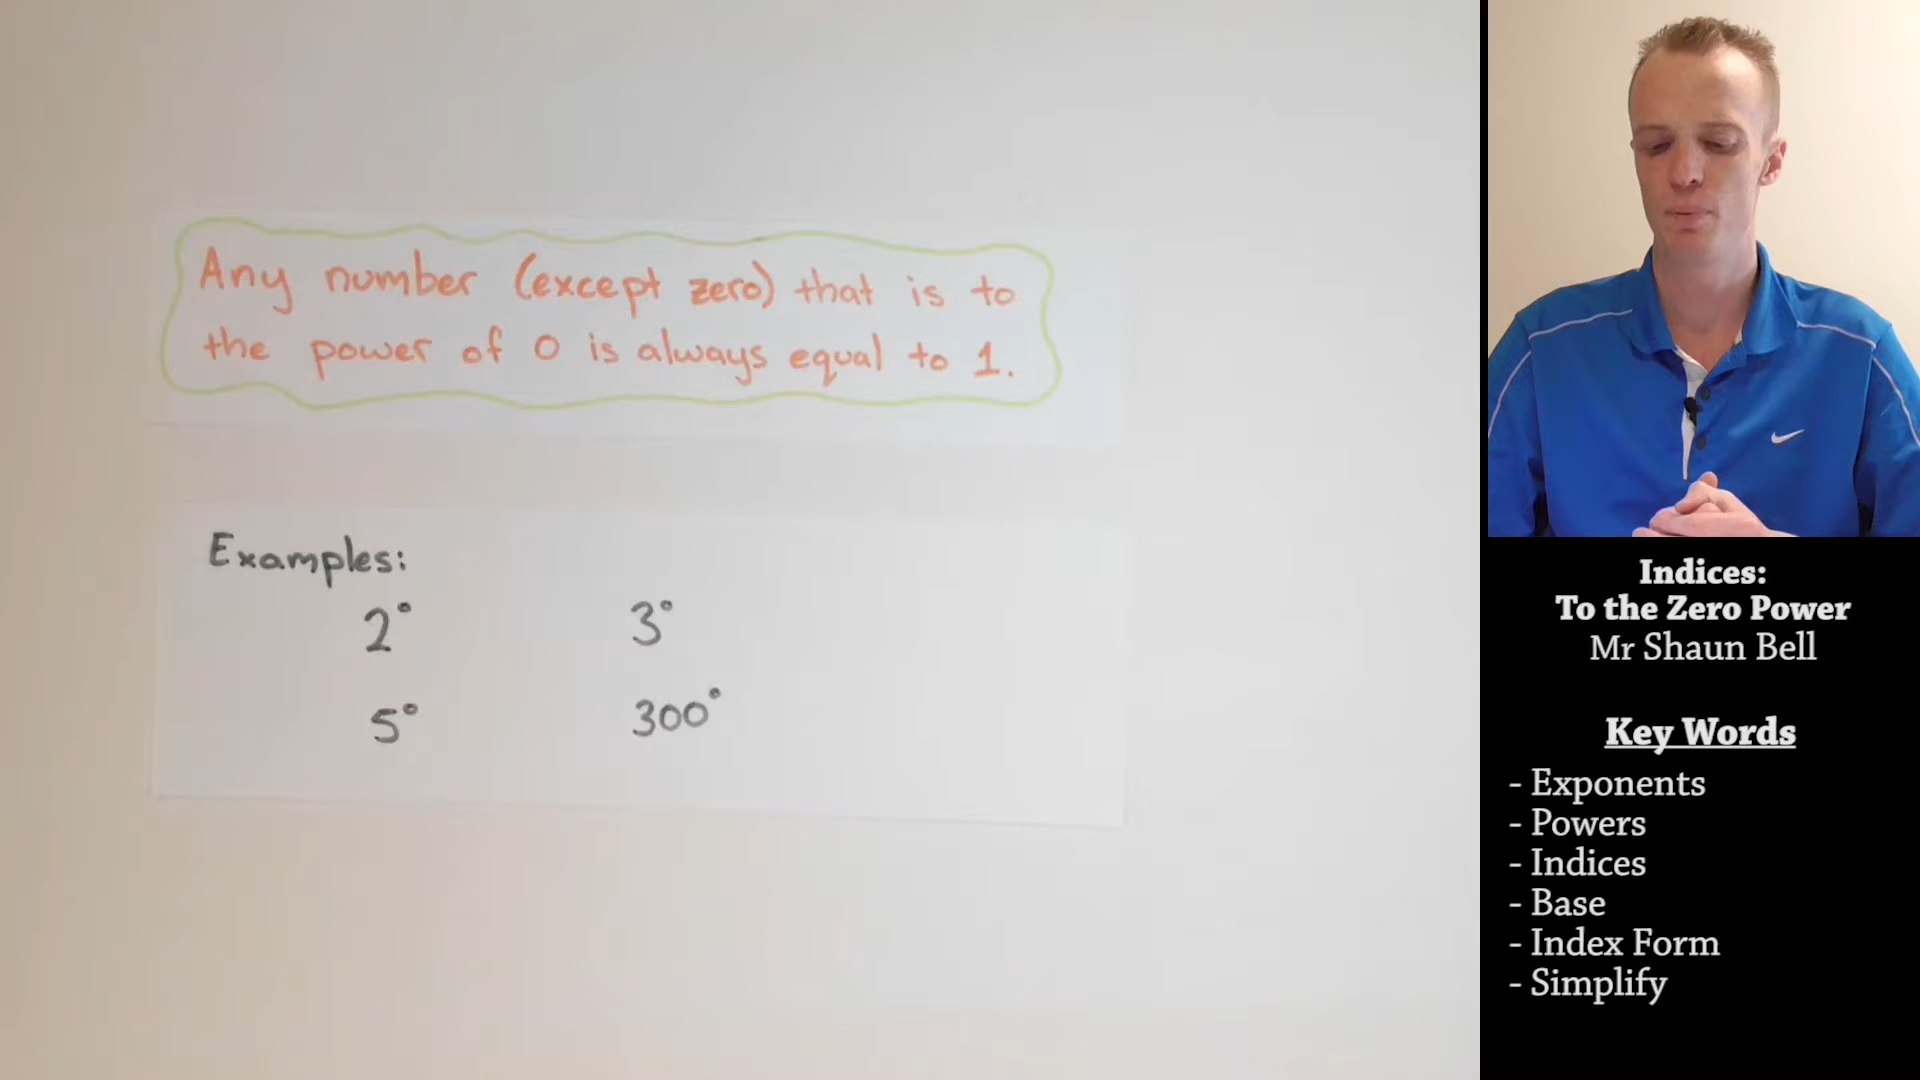 Any number (except zero) that is to
the power of 0 is always equal to 1.
Examples:
2⁰ 3⁰
5⁰ 300⁰
Indices:
To the Zero Power
Mr Shaun Bell
Key Words
- Exponents
- Powers
- Indices
- Base
- Index Form
- Simplify